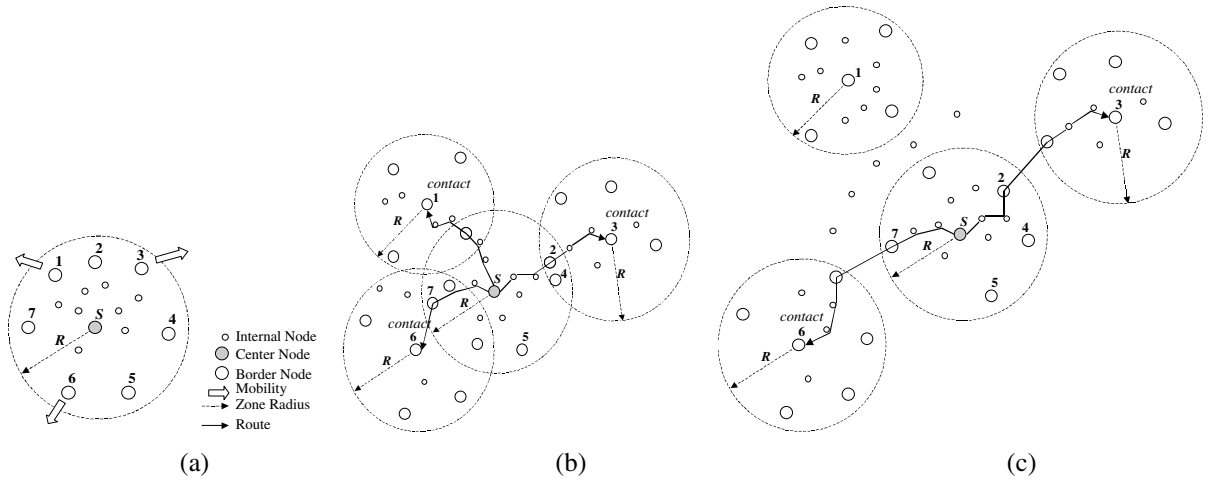 1
2
3
7
S
4
R
6
5
Internal Node
Center Node
Border Node
Mobility
Zone Radius
Route
(a)
contact
1
R
contact
3
R
2
4
S
7
R
contact
6
R
5
(b)
1
R
contact
3
R
2
S
7
4
R
5
contact
6
R
(c)